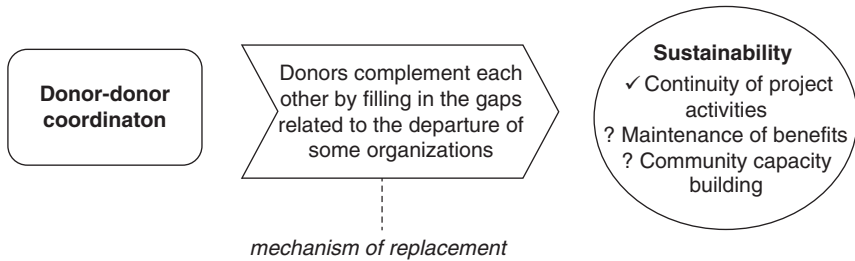 Donor-donor
coordinaton
Donors complement each
other by filling in the gaps
related to the departure of
some organizations
mechanism of replacement
Sustainability
✓ Continuity of project
activities
? Maintenance of benefits
? Community capacity
building